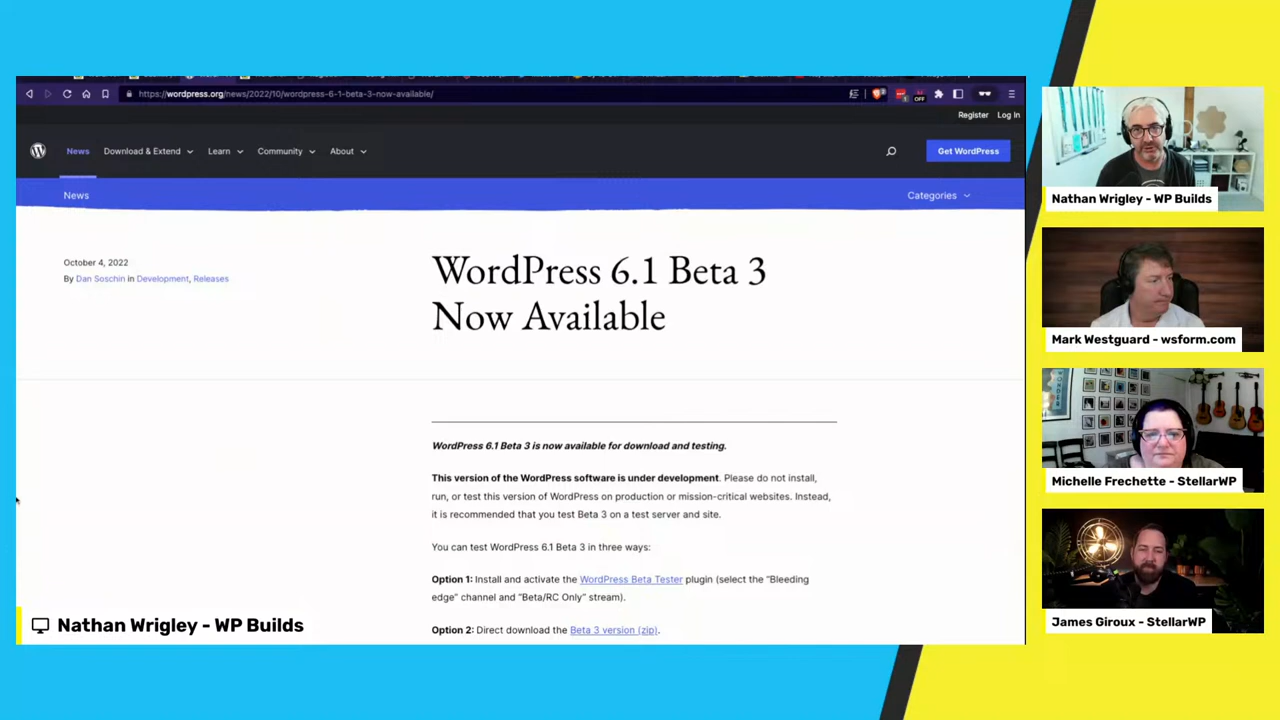 https://wordpress.org/news/2022/10/wordpress-6-1-beta-3-now-available/
OFF
Register Log In
News Download & Extend Learn Community About Get WordPress
News Categories
October 4, 2022
By Dan Soschin in Development, Releases
WordPress 6.1 Beta 3
Now Available
WordPress 6.1 Beta 3 is now available for download and testing.
This version of the WordPress software is under development. Please do not install,
run, or test this version of WordPress on production or mission-critical websites. Instead,
it is recommended that you test Beta 3 on a test server and site.
You can test WordPress 6.1 Beta 3 in three ways:
Option 1: Install and activate the WordPress Beta Tester plugin (select the “Bleeding
edge” channel and “Beta/RC Only” stream).
Option 2: Direct download the Beta 3 version (zip).
Nathan Wrigley - WP Builds
Nathan Wrigley - WP Builds
Mark Westguard - wsform.com
Michelle Frechette - StellarWP
James Giroux - StellarWP